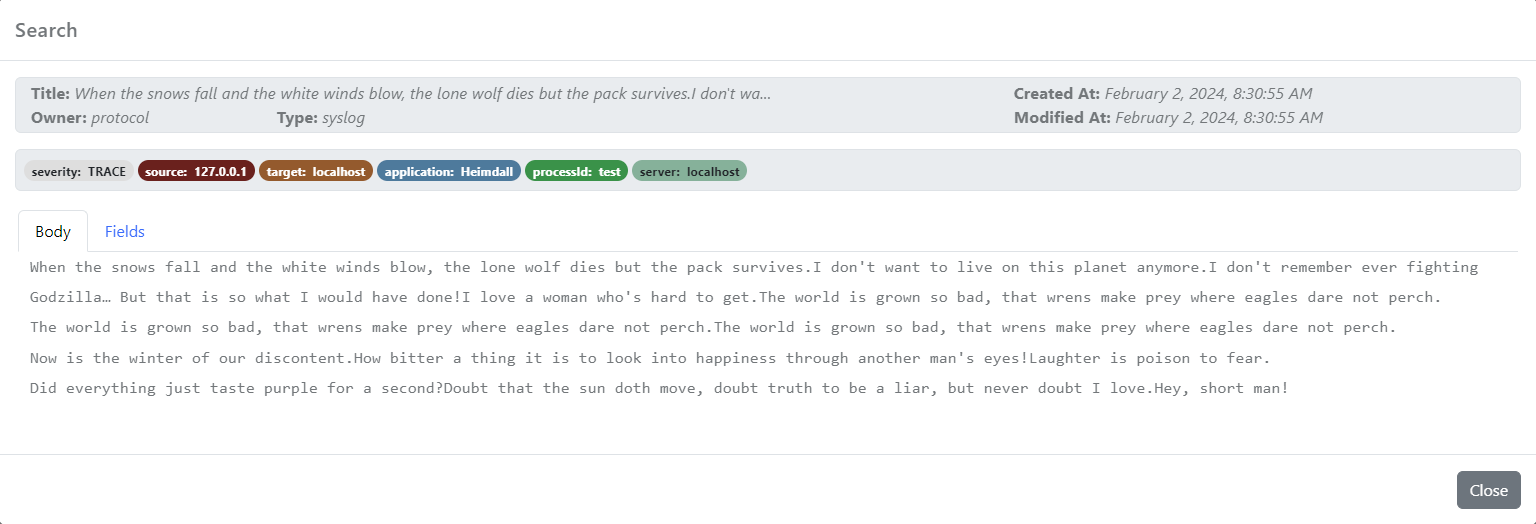 Search
Title: When the snows fall and the white winds blow, the lone wolf dies but the pack survives.I don't wa...
Created At: February 2, 2024, 8:30:55 AM
Owner: protocol
Type: syslog
Modified At: February 2, 2024, 8:30:55 AM
severity: TRACE source: 127.0.0.1 target: localhost application: Heimdall processId: test server: localhost
Body Fields
When the snows fall and the white winds blow, the lone wolf dies but the pack survives.I don't want to live on this planet anymore.I don't remember ever fighting
Godzilla… But that is so what I would have done!I love a woman who's hard to get.The world is grown so bad, that wrens make prey where eagles dare not perch.
The world is grown so bad, that wrens make prey where eagles dare not perch.The world is grown so bad, that wrens make prey where eagles dare not perch.
Now is the winter of our discontent.How bitter a thing it is to look into happiness through another man's eyes!Laughter is poison to fear.
Did everything just taste purple for a second?Doubt that the sun doth move, doubt truth to be a liar, but never doubt I love.Hey, short man!
Close